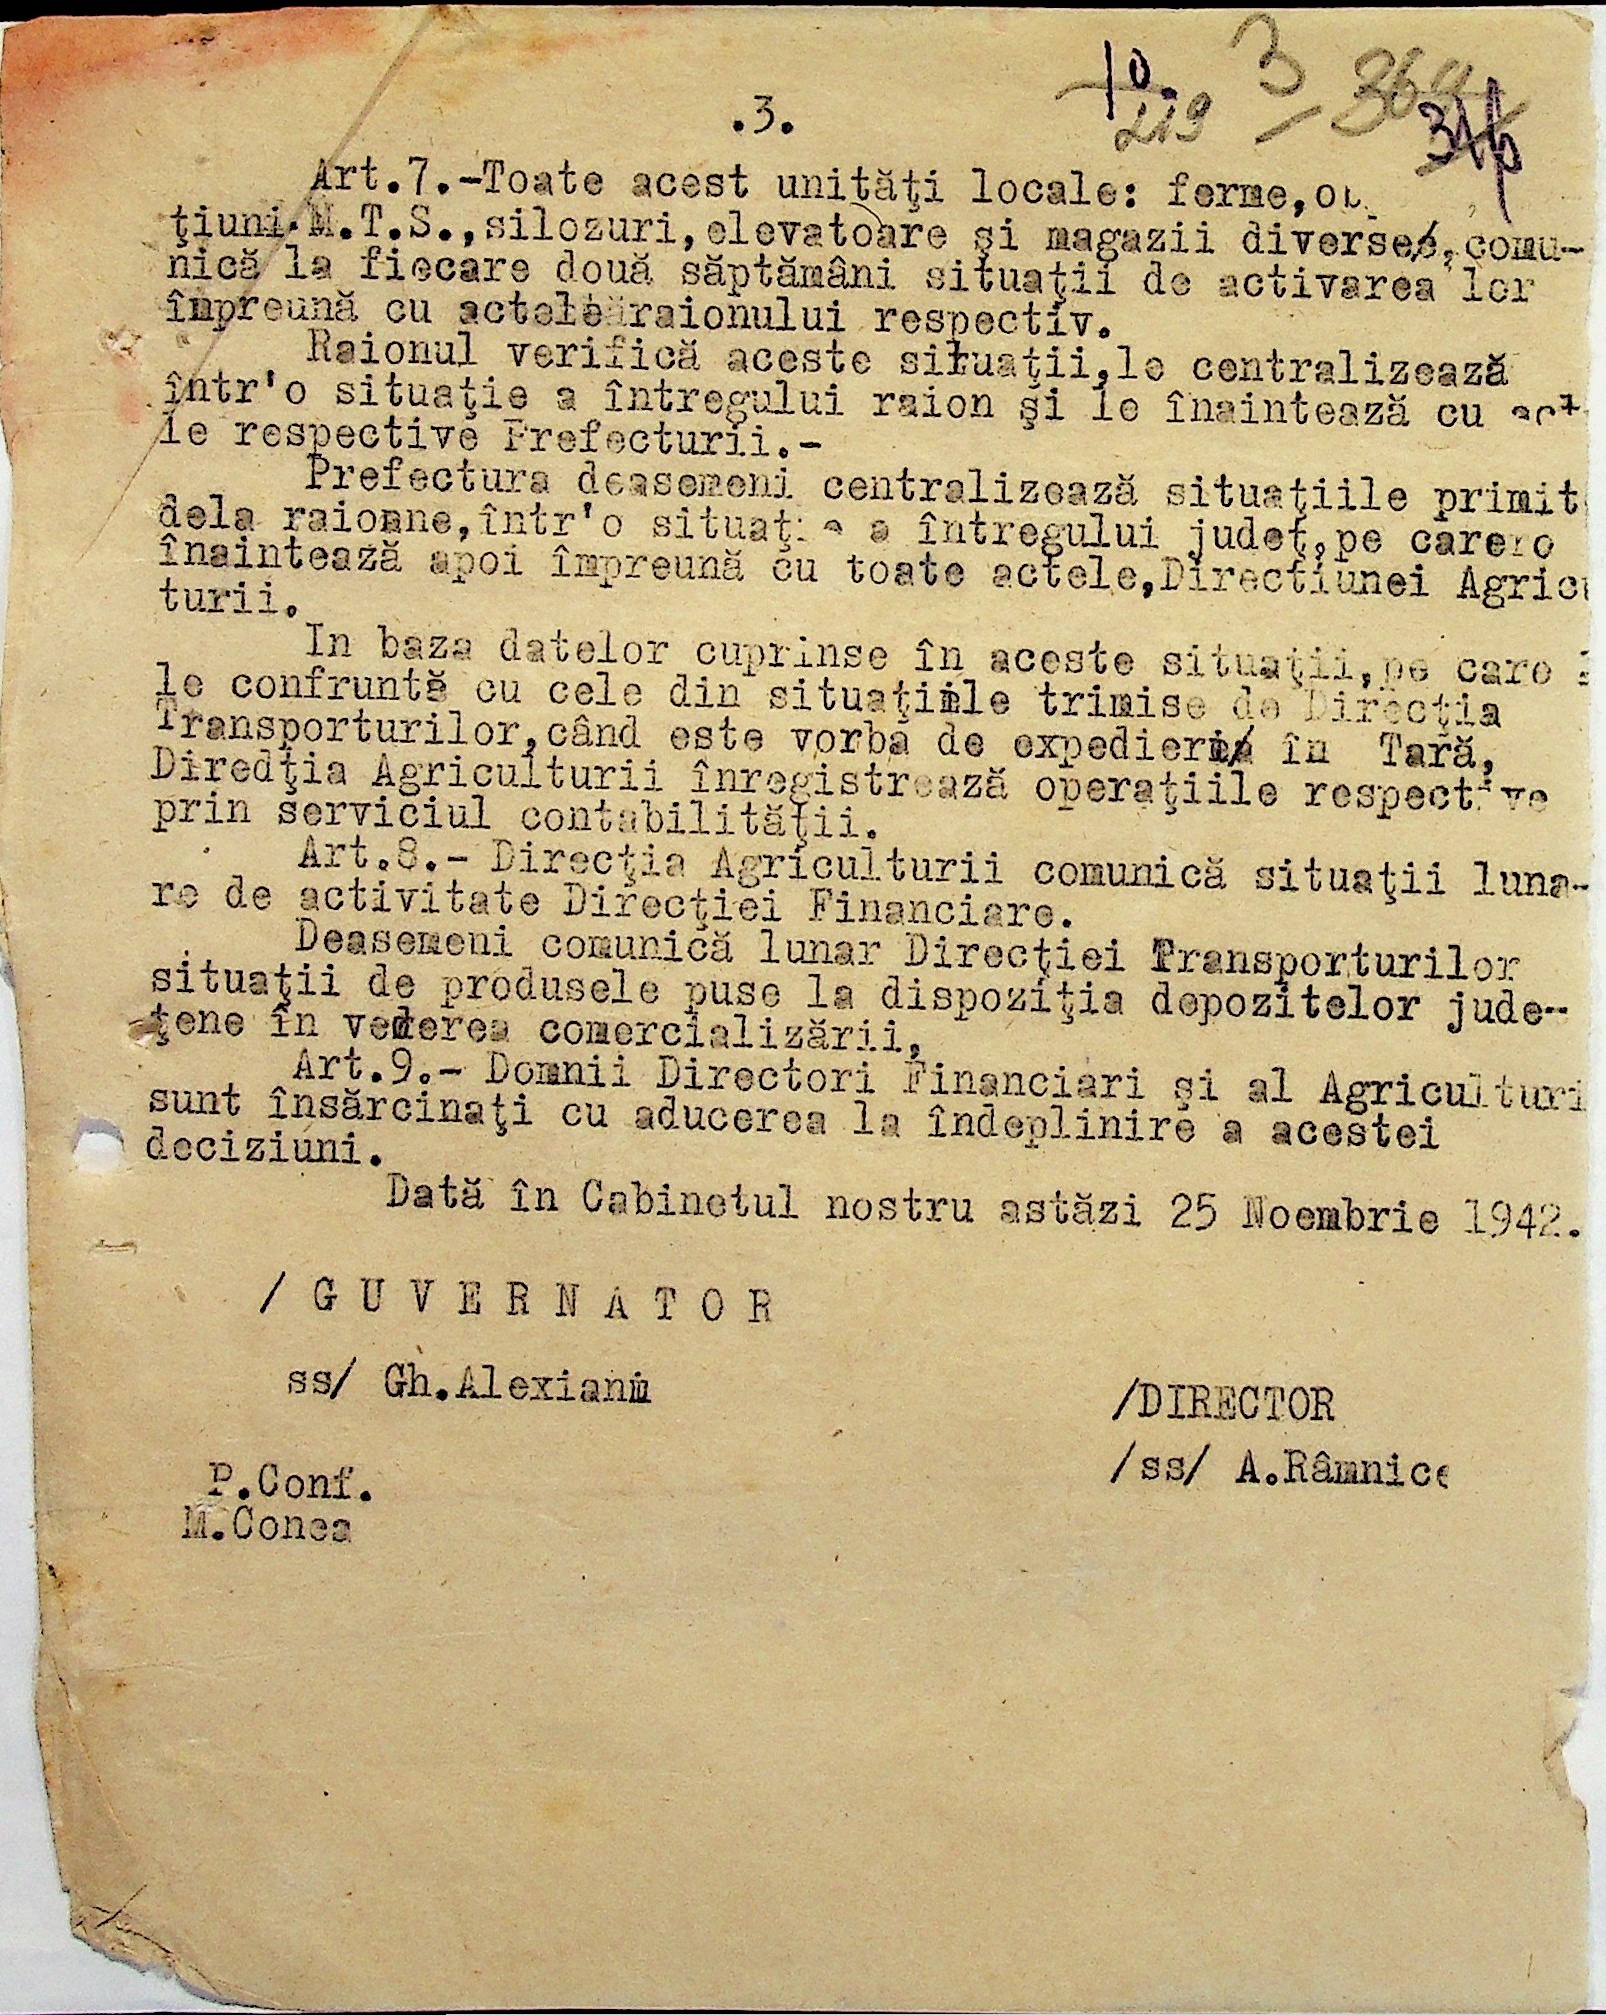 10.
219
3
364
.3.
Art.7.-Toate acest unităţi locale: ferme,
ţiuni M.T.S.,silozuri,elevatoare şi magazii diverse, comu-
nică la fiecare două săptămâni situaţii de activarea lor
împreună cu actele raionului respectiv.
Raionul verifică aceste situaţii,le centralizează
într'o situaţie a întregului raion şi le înaintează cu
le respective Prefecturii.-
Prefectura deasemeni centralizează situaţiile primit
dela raioane,într'o situaţie a întregului judeţ,pe care o
înaintează apoi împreună cu toate actele,Directiunei Agricu
turii.
In baza datelor cuprinse în aceste situaţii,pe care
le confruntă cu cele din situaţiile trimise de Direcţia
Transporturilor,când este vorba de expedieri în Tară,
Diredţia Agriculturii înregistrează operaţiile respective
prin serviciul contabilităţii.
Art.8.- Direcţia Agriculturii comunică situaţii luna-
re de activitate Direcţiei Financiare.
Deasemeni comunică lunar Direcţiei Transporturilor
situaţii de produsele puse la dispoziţia depozitelor jude-
ţene în vederea comercializării,
Art.9.- Domnii Directori Financiari şi al Agriculturi
sunt însărcinaţi cu aducerea la îndeplinire a acestei
deciziuni.
Dată în Cabinetul nostru astăzi 25 Noembrie 1942.
/ G U V E R N A T O R
ss/ Gh.Alexianu
/DIRECTOR
/ss/ A.Râmnice
P.Conf.
M.Conea